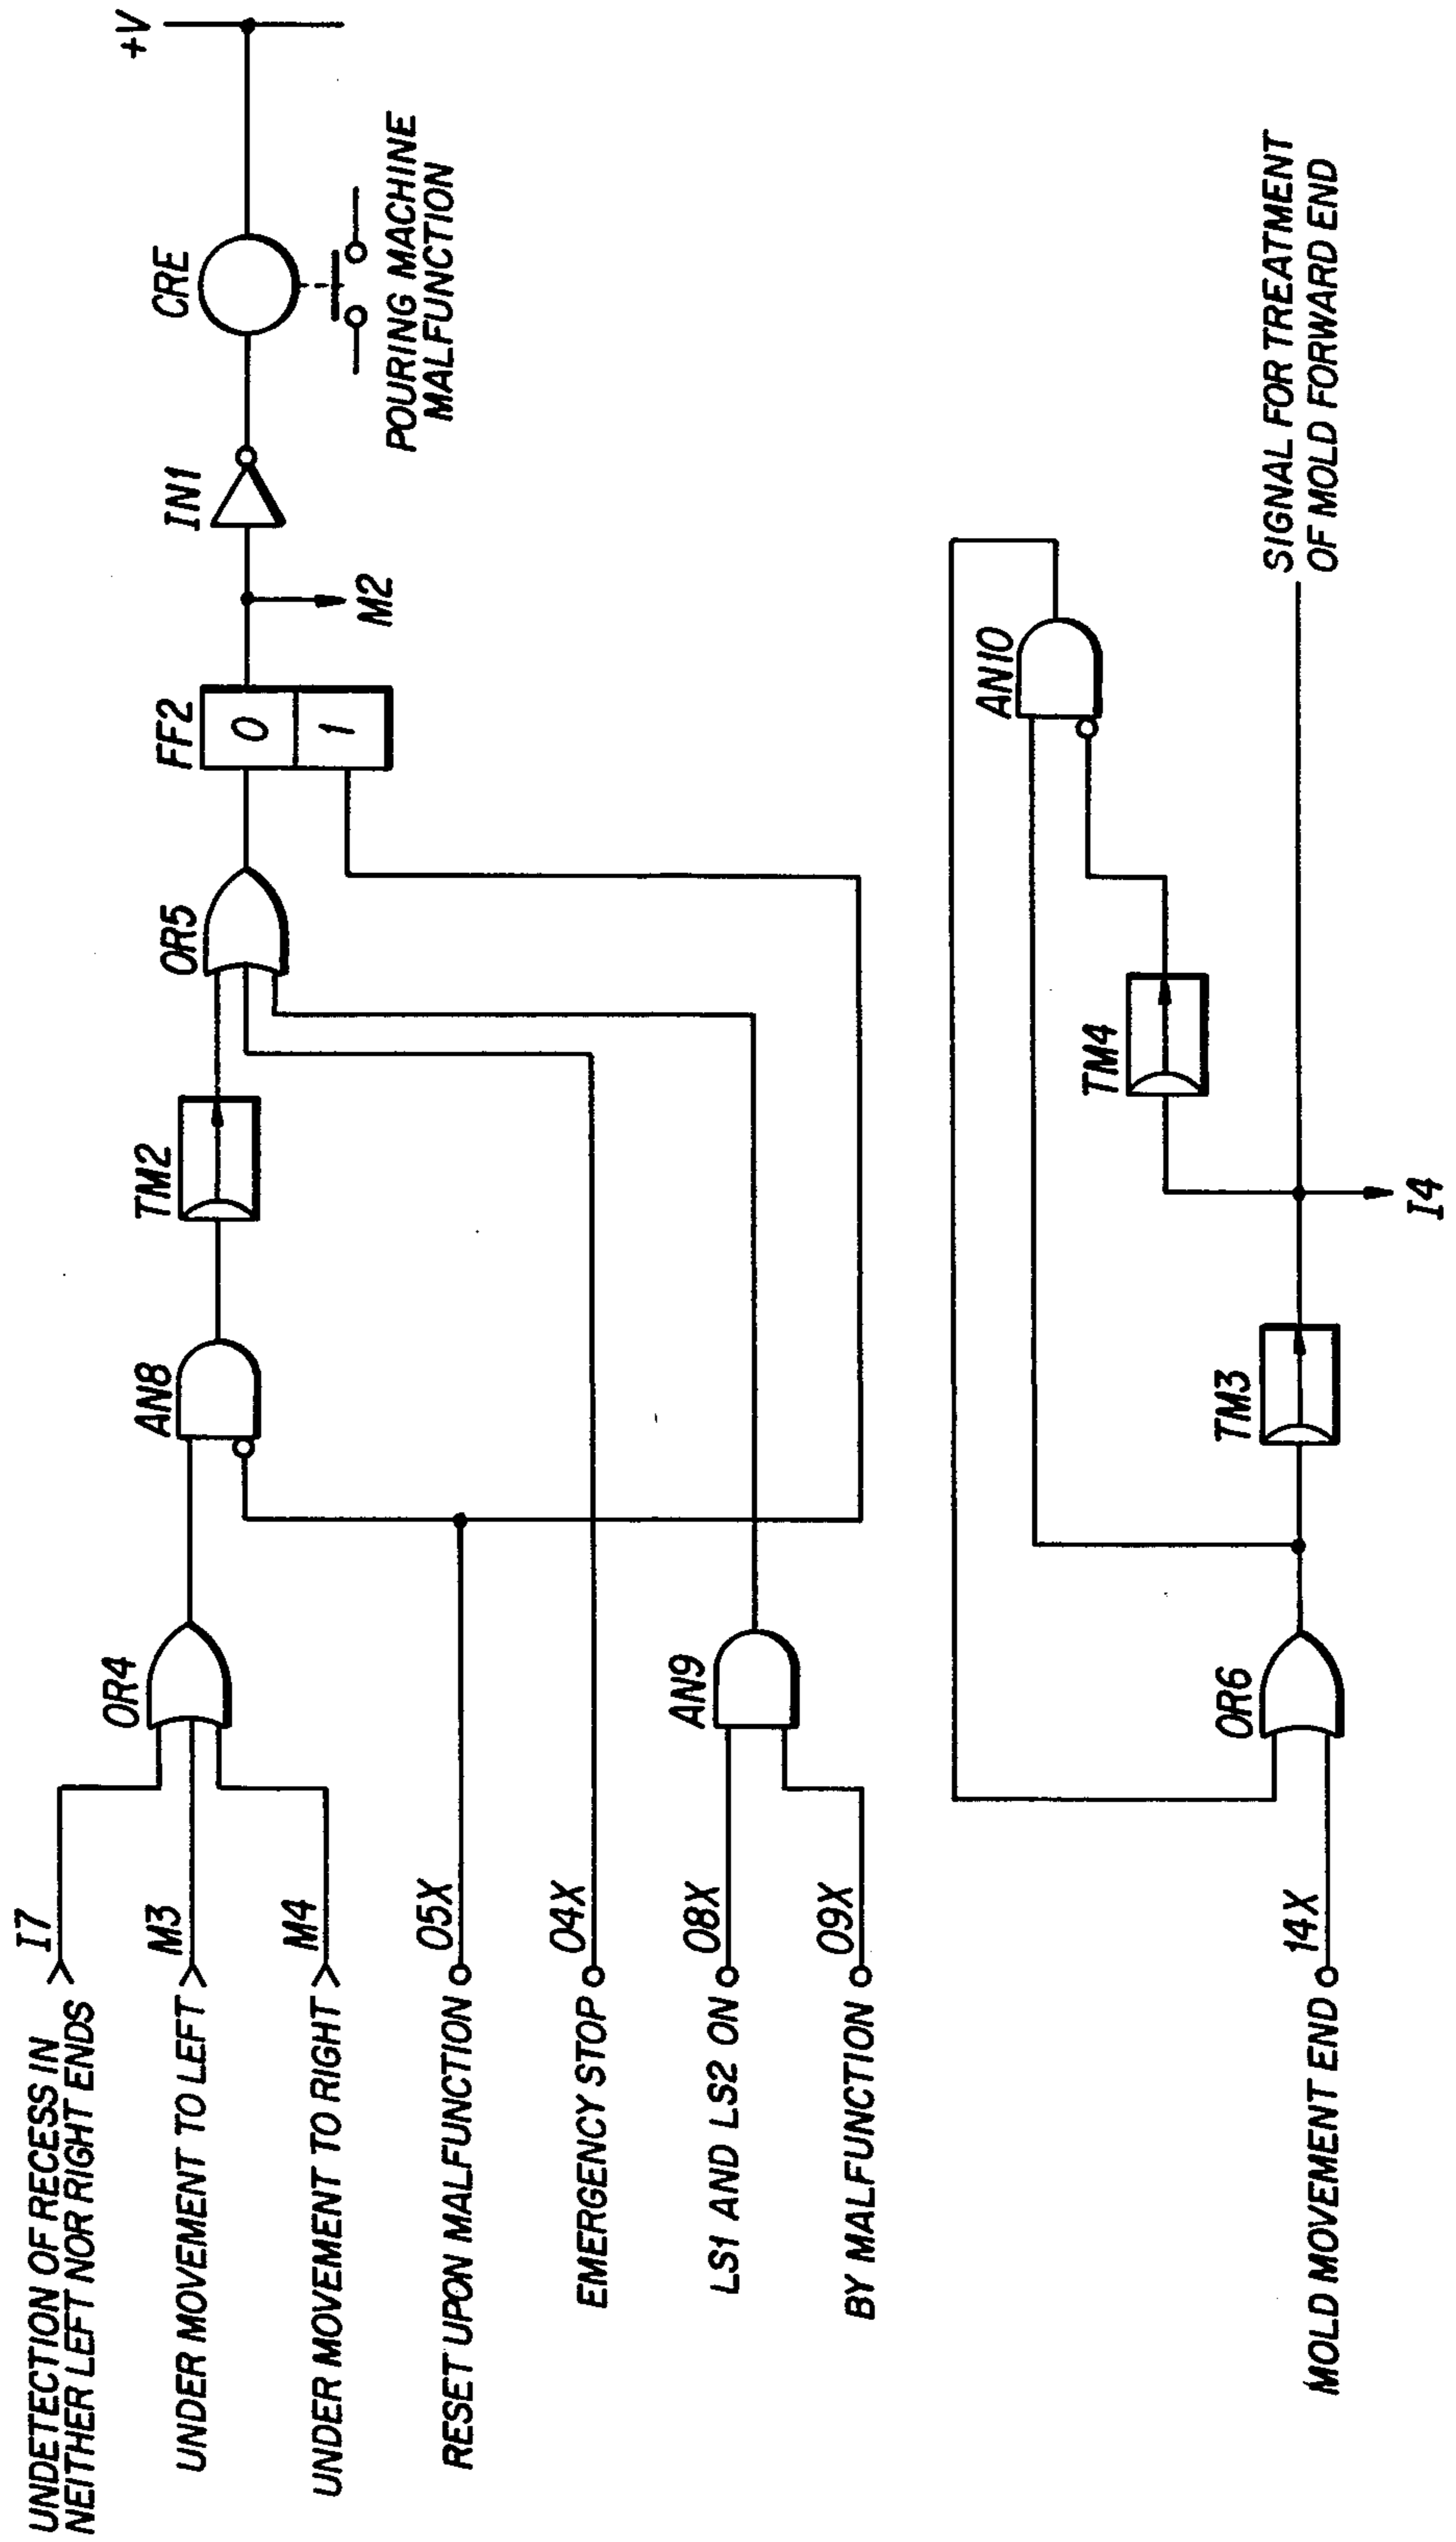 UNDETECTION OF RECESS IN
NEITHER LEFT NOR RIGHT ENDS
I7
UNDER MOVEMENT TO LEFT
M3
UNDER MOVEMENT TO RIGHT
M4
OR4
AN8
TM2
OR5
FF2
0
1
M2
IN1
CRE
+V
POURING MACHINE
MALFUNCTION
RESET UPON MALFUNCTION
05X
EMERGENCY STOP
04X
LS1 AND LS2 ON
08X
BY MALFUNCTION
09X
AN9
MOLD MOVEMENT END
14X
OR6
TM3
TM4
AN10
I4
SIGNAL FOR TREATMENT
OF MOLD FORWARD END